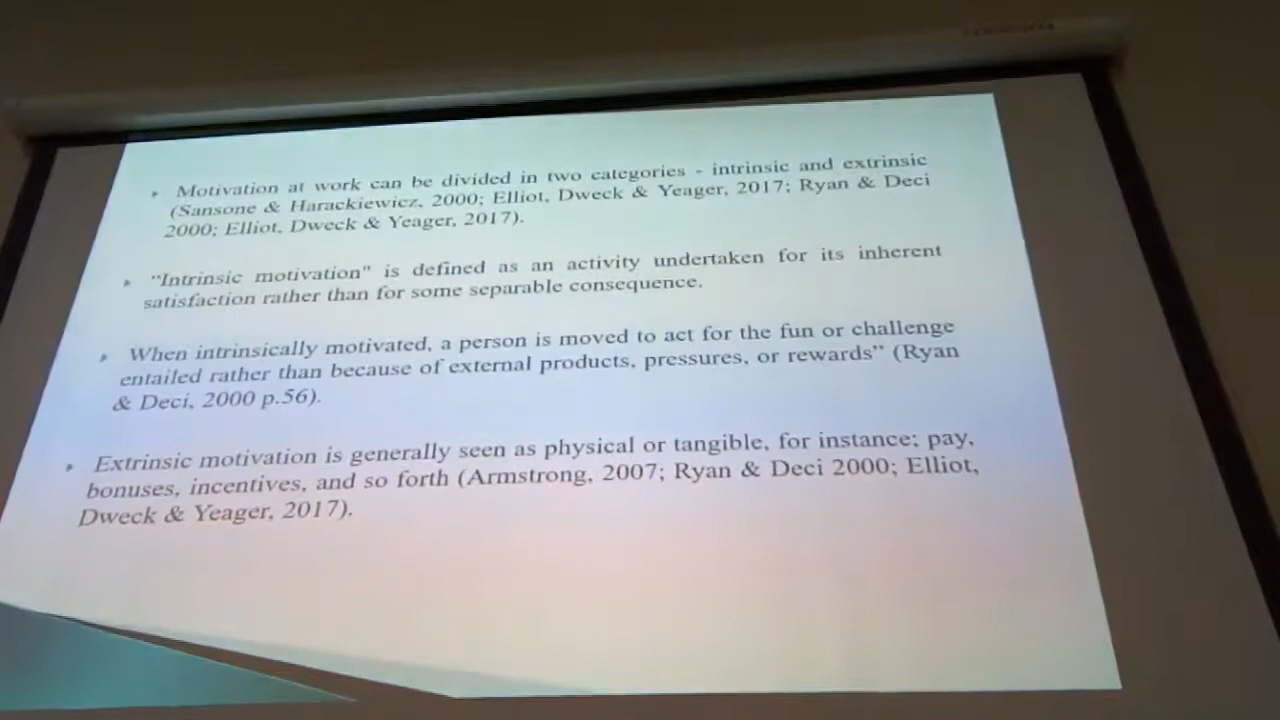 Motivation at work can be divided in two categories - intrinsic and extrinsic
(Sansone & Harackiewicz, 2000; Elliot, Dweck & Yeager, 2017; Ryan & Deci
2000; Elliot, Dweck & Yeager, 2017).
"Intrinsic motivation" is defined as an activity undertaken for its inherent
satisfaction rather than for some separable consequence.
When intrinsically motivated, a person is moved to act for the fun or challenge
entailed rather than because of external products, pressures, or rewards" (Ryan
& Deci, 2000 p.56).
Extrinsic motivation is generally seen as physical or tangible, for instance; pay,
bonuses, incentives, and so forth (Armstrong, 2007; Ryan & Deci 2000; Elliot,
Dweck & Yeager, 2017).